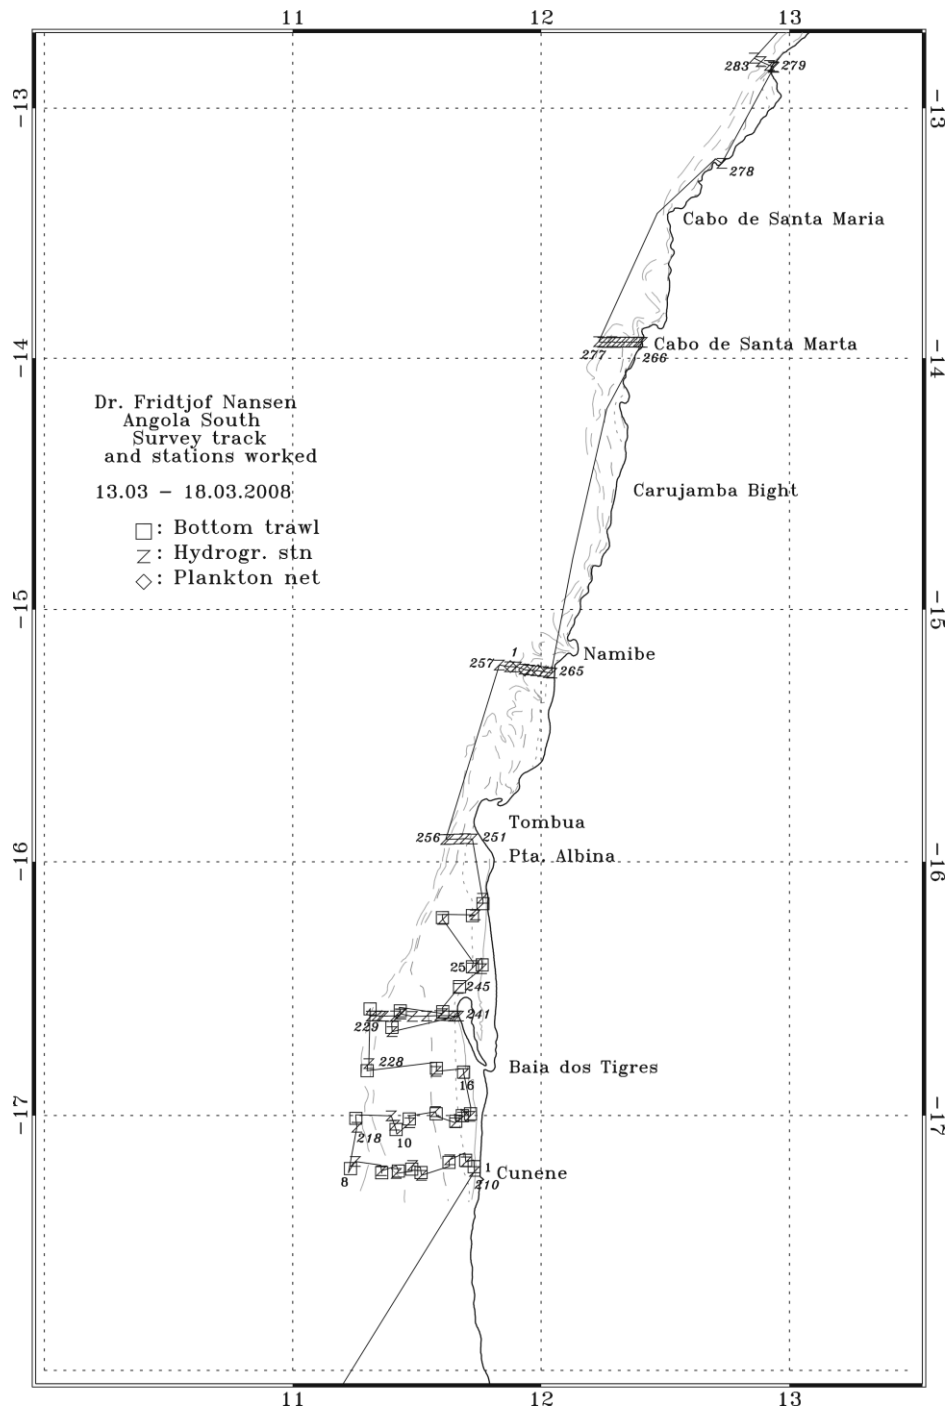 11 12 13
283 279
-13 -13
278
Cabo de Santa Maria
Cabo de Santa Marta
277 266
-14 -14
Dr. Fridtjof Nansen
Angola South
Survey track
and stations worked
13.03 – 18.03.2008
Carujamba Bight
: Bottom trawl
: Hydrogr. stn
: Plankton net
-15 -15
1
Namibe
257 265
Tombua
256 251
Pta. Albina
-16 -16
25
245
229 241
228
Baia dos Tigres
16
-17 -17
218 10
1
Cunene
8 210
11 12 13